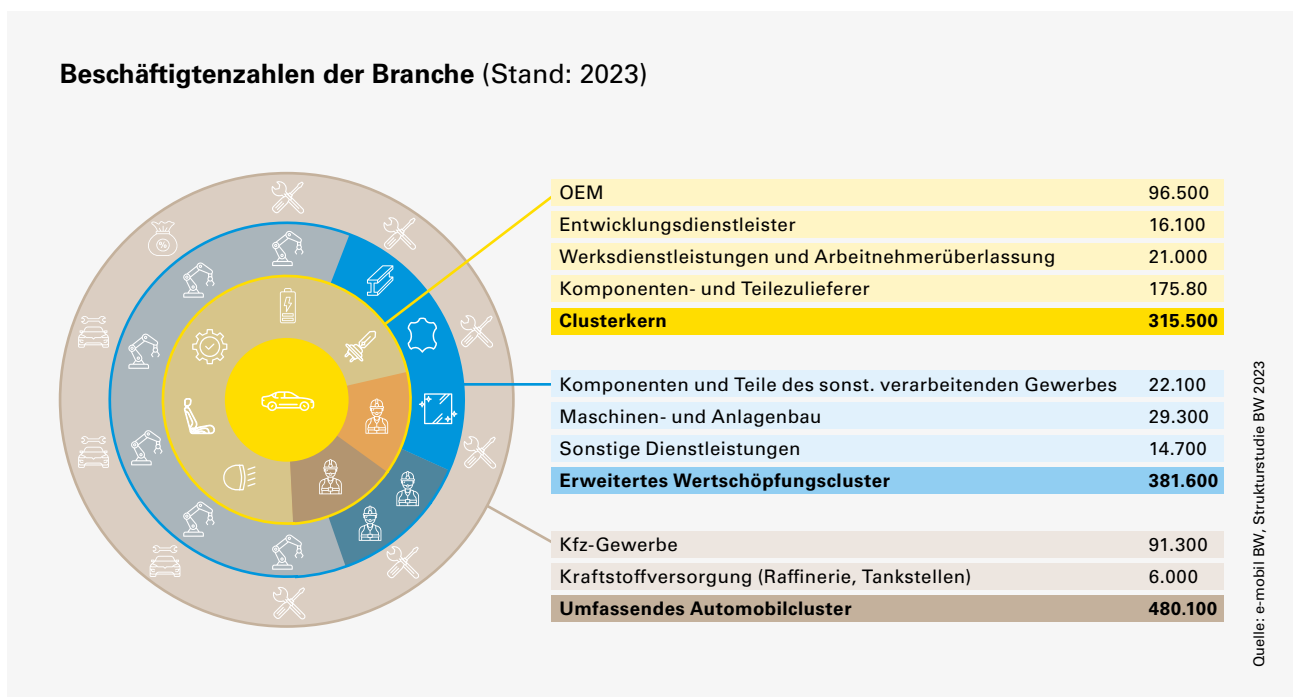 Beschäftigtenzahlen der Branche (Stand: 2023)
OEM 96.500
Entwicklungsdienstleister 16.100
Werksdienstleistungen und Arbeitnehmerüberlassung 21.000
Komponenten- und Teilezulieferer 175.80
Clusterkern 315.500
Komponenten und Teile des sonst. verarbeitenden Gewerbes 22.100
Maschinen- und Anlagenbau 29.300
Sonstige Dienstleistungen 14.700
Erweitertes Wertschöpfungscluster 381.600
Kfz-Gewerbe 91.300
Kraftstoffversorgung (Raffinerie, Tankstellen) 6.000
Umfassendes Automobilcluster 480.100
Quelle: e-mobil BW, Strukturstudie BW 2023
%